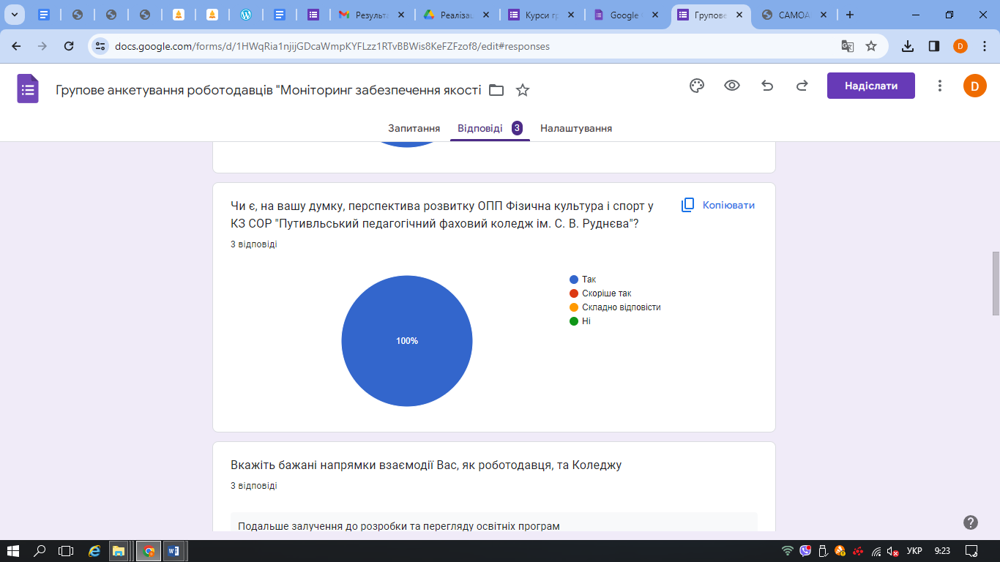 Результ
Реалізац
Курси г
Google
Групове
САМОА
docs.google.com/forms/d/1HWqRia1njijGDcaWmpKYFLzz1RTvBBWis8KeFZFzof8/edit#responses
D
Групове анкетування роботодавців "Моніторинг забезпечення якості
Надіслати
D
Запитання
Відповіді 3
Налаштування
Чи є, на вашу думку, перспектива розвитку ОПП Фізична культура і спорт у
КЗ СОР "Путивльський педагогічний фаховий коледж ім. С. В. Руднєва"?
Копіювати
3 відповіді
100%
Так
Скоріше так
Складно відповісти
Ні
Вкажіть бажані напрямки взаємодії Вас, як роботодавця, та Коледжу
3 відповіді
Подальше залучення до розробки та перегляду освітніх програм
УКР
9:23